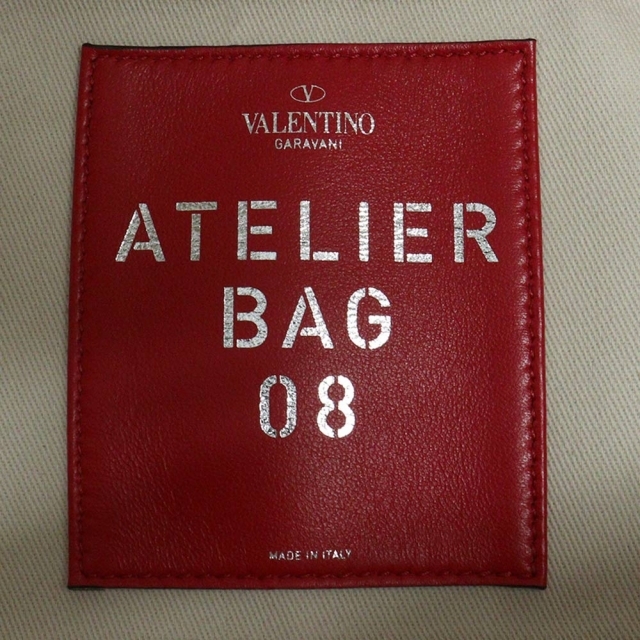 V
VALENTINO
GARAVANI
ATELIER
BAG
08
MADE IN ITALY